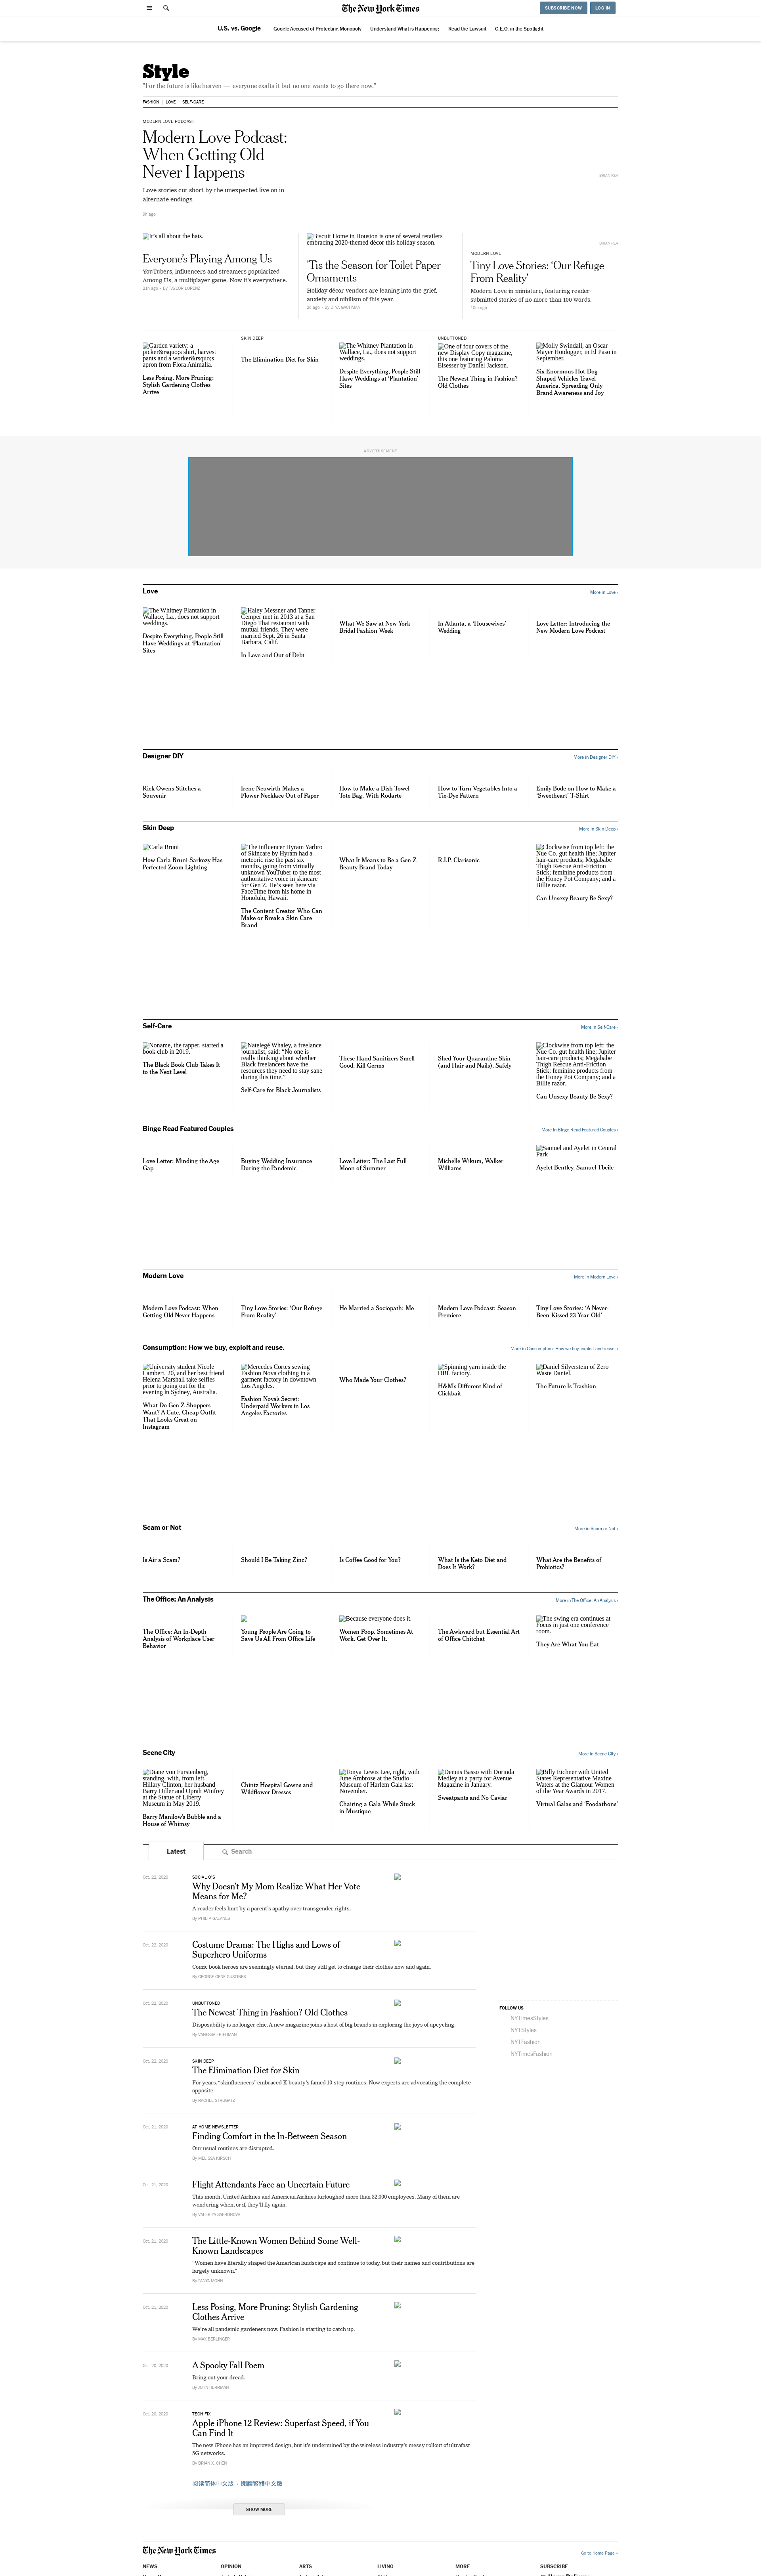 The New York Times
SUBSCRIBE NOW
LOG IN
U.S. vs. Google
Google Accused of Protecting Monopoly
Understand What is Happening
Read the Lawsuit
C.E.O. in the Spotlight
Style
"For the future is like heaven — everyone exalts it but no one wants to go there now."
FASHION
LOVE
SELF-CARE
MODERN LOVE PODCAST
Modern Love Podcast:
When Getting Old
Never Happens
Love stories cut short by the unexpected live on in
alternate endings.
9h ago
BRIAN REA
It's all about the hats.
Everyone's Playing Among Us
YouTubers, influencers and streamers popularized
Among Us, a multiplayer game. Now it's everywhere.
By TAYLOR LORENZ
Biscuit Home in Houston is one of several retailers
embracing 2020-themed décor this holiday season.
'Tis the Season for Toilet Paper
Ornaments
Holiday décor vendors are leaning into the grief,
anxiety and nihilism of this year.
By DINA GACHMAN
BRIAN REA
MODERN LOVE
Tiny Love Stories: 'Our Refuge
From Reality'
Modern Love in miniature, featuring reader-
submitted stories of no more than 100 words.
Garden variety: a
picker&rsquo;s shirt, harvest
pants and a worker&rsquo;s
apron from Flora Animalia.
Less Posing, More Pruning:
Stylish Gardening Clothes
Arrive
SKIN DEEP
The Elimination Diet for Skin
The Whitney Plantation in
Wallace, La., does not support
weddings.
Despite Everything, People Still
Have Weddings at 'Plantation'
Sites
UNBUTTONED
One of four covers of the
new Display Copy magazine,
this one featuring Paloma
Elsesser by Daniel Jackson.
The Newest Thing in Fashion?
Old Clothes
Molly Swindall, an Oscar
Mayer Hotdogger, in El Paso in
September.
Six Enormous Hot-Dog-
Shaped Vehicles Travel
America, Spreading Only
Brand Awareness and Joy
ADVERTISEMENT
Love
More in Love ›
The Whitney Plantation in
Wallace, La., does not support
weddings.
Despite Everything, People Still
Have Weddings at 'Plantation'
Sites
Haley Messner and Tanner
Cemper met in 2013 at a San
Diego Thai restaurant with
mutual friends. They were
married Sept. 26 in Santa
Barbara, Calif.
In Love and Out of Debt
What We Saw at New York
Bridal Fashion Week
In Atlanta, a 'Housewives'
Wedding
Love Letter: Introducing the
New Modern Love Podcast
Designer DIY
More in Designer DIY ›
Rick Owens Stitches a
Souvenir
Irene Neuwirth Makes a
Flower Necklace Out of Paper
How to Make a Dish Towel
Tote Bag, With Rodarte
How to Turn Vegetables Into a
Tie-Dye Pattern
Emily Bode on How to Make a
'Sweetheart' T-Shirt
Skin Deep
More in Skin Deep ›
Carla Bruni
How Carla Bruni-Sarkozy Has
Perfected Zoom Lighting
The influencer Hyram Yarbro
of Skincare by Hyram had a
meteoric rise the past six
months, going from virtually
unknown YouTuber to the most
authoritative voice in skincare
for Gen Z. He's seen here via
FaceTime from his home in
Honolulu, Hawaii.
The Content Creator Who Can
Make or Break a Skin Care
Brand
What It Means to Be a Gen Z
Beauty Brand Today
R.I.P. Clarisonic
Clockwise from top left: the
Nue Co. gut health line; Jupiter
hair-care products; Megababe
Thigh Rescue Anti-Friction
Stick; feminine products from
the Honey Pot Company; and a
Billie razor.
Can Unsexy Beauty Be Sexy?
Self-Care
More in Self-Care ›
Noname, the rapper, started a
book club in 2019.
The Black Book Club Takes It
to the Next Level
Natelegé Whaley, a freelance
journalist, said: "No one is
really thinking about whether
Black freelancers have the
resources they need to stay sane
during this time."
Self-Care for Black Journalists
These Hand Sanitizers Smell
Good, Kill Germs
Shed Your Quarantine Skin
(and Hair and Nails), Safely
Clockwise from top left: the
Nue Co. gut health line; Jupiter
hair-care products; Megababe
Thigh Rescue Anti-Friction
Stick; feminine products from
the Honey Pot Company; and a
Billie razor.
Can Unsexy Beauty Be Sexy?
Binge Read Featured Couples
More in Binge Read Featured Couples ›
Love Letter: Minding the Age
Gap
Buying Wedding Insurance
During the Pandemic
Love Letter: The Last Full
Moon of Summer
Michelle Wikum, Walker
Williams
Samuel and Ayelet in Central
Park
Ayelet Bentley, Samuel Tbeile
Modern Love
More in Modern Love ›
Modern Love Podcast: When
Getting Old Never Happens
Tiny Love Stories: 'Our Refuge
From Reality'
He Married a Sociopath: Me
Modern Love Podcast: Season
Premiere
Tiny Love Stories: 'A Never-
Been-Kissed 23-Year-Old'
Consumption: How we buy, exploit and reuse.
More in Consumption: How we buy, exploit and reuse. ›
University student Nicole
Lambert, 20, and her best friend
Helena Marshall take selfies
prior to going out for the
evening in Sydney, Australia.
What Do Gen Z Shoppers
Want? A Cute, Cheap Outfit
That Looks Great on
Instagram
Mercedes Cortes sewing
Fashion Nova clothing in a
garment factory in downtown
Los Angeles.
Fashion Nova's Secret:
Underpaid Workers in Los
Angeles Factories
Who Made Your Clothes?
Spinning yarn inside the
DBL factory.
H&M's Different Kind of
Clickbait
Daniel Silverstein of Zero
Waste Daniel.
The Future Is Trashion
Scam or Not
More in Scam or Not ›
Is Air a Scam?
Should I Be Taking Zinc?
Is Coffee Good for You?
What Is the Keto Diet and
Does It Work?
What Are the Benefits of
Probiotics?
The Office: An Analysis
More in The Office: An Analysis ›
The Office: An In-Depth
Analysis of Workplace User
Behavior
Young People Are Going to
Save Us All From Office Life
Because everyone does it.
Women Poop. Sometimes At
Work. Get Over It.
The Awkward but Essential Art
of Office Chitchat
The swing era continues at
Focus in just one conference
room.
They Are What You Eat
Scene City
More in Scene City ›
Diane von Furstenberg,
standing, with, from left,
Hillary Clinton, her husband
Barry Diller and Oprah Winfrey
at the Statue of Liberty
Museum in May 2019.
Barry Manilow's Bubble and a
House of Whimsy
Chintz Hospital Gowns and
Wildflower Dresses
Tonya Lewis Lee, right, with
June Ambrose at the Studio
Museum of Harlem Gala last
November.
Chairing a Gala While Stuck
in Mustique
Dennis Basso with Dorinda
Medley at a party for Avenue
Magazine in January.
Sweatpants and No Caviar
Billy Eichner with United
States Representative Maxine
Waters at the Glamour Women
of the Year Awards in 2017.
Virtual Galas and 'Foodathons'
Latest
Search
Oct. 22, 2020
SOCIAL Q'S
Why Doesn't My Mom Realize What Her Vote
Means for Me?
A reader feels hurt by a parent's apathy over transgender rights.
By PHILIP GALANES
Oct. 22, 2020
Costume Drama: The Highs and Lows of
Superhero Uniforms
Comic book heroes are seemingly eternal, but they still get to change their clothes now and again.
By GEORGE GENE GUSTINES
Oct. 22, 2020
UNBUTTONED
The Newest Thing in Fashion? Old Clothes
Disposability is no longer chic. A new magazine joins a host of big brands in exploring the joys of upcycling.
By VANESSA FRIEDMAN
FOLLOW US
NYTimesStyles
NYTStyles
NYTFashion
NYTimesFashion
Oct. 22, 2020
SKIN DEEP
The Elimination Diet for Skin
For years, "skinfluencers" embraced K-beauty's famed 10-step routines. Now experts are advocating the complete
opposite.
By RACHEL STRUGATZ
Oct. 21, 2020
AT HOME NEWSLETTER
Finding Comfort in the In-Between Season
Our usual routines are disrupted.
By MELISSA KIRSCH
Oct. 21, 2020
Flight Attendants Face an Uncertain Future
This month, United Airlines and American Airlines furloughed more than 32,000 employees. Many of them are
wondering when, or if, they'll fly again.
By VALERIYA SAFRONOVA
Oct. 21, 2020
The Little-Known Women Behind Some Well-
Known Landscapes
"Women have literally shaped the American landscape and continue to today, but their names and contributions are
largely unknown."
By TANYA MOHN
Oct. 21, 2020
Less Posing, More Pruning: Stylish Gardening
Clothes Arrive
We're all pandemic gardeners now. Fashion is starting to catch up.
By MAX BERLINGER
Oct. 20, 2020
A Spooky Fall Poem
Bring out your dread.
By JOHN HERRMAN
Oct. 20, 2020
TECH FIX
Apple iPhone 12 Review: Superfast Speed, if You
Can Find It
The new iPhone has an improved design, but it's undermined by the wireless industry's messy rollout of ultrafast
5G networks.
By BRIAN X. CHEN
阅读简体中文版 • 閱讀繁體中文版
SHOW MORE
The New York Times
Go to Home Page »
NEWS
OPINION
ARTS
LIVING
MORE
SUBSCRIBE